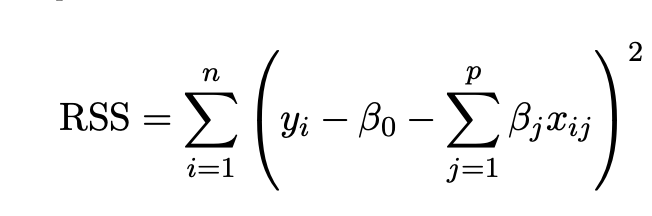 RSS = \sum_{i=1}^{n} \left( y_i - \beta_0 - \sum_{j=1}^{p} \beta_j x_{ij} \right)^2